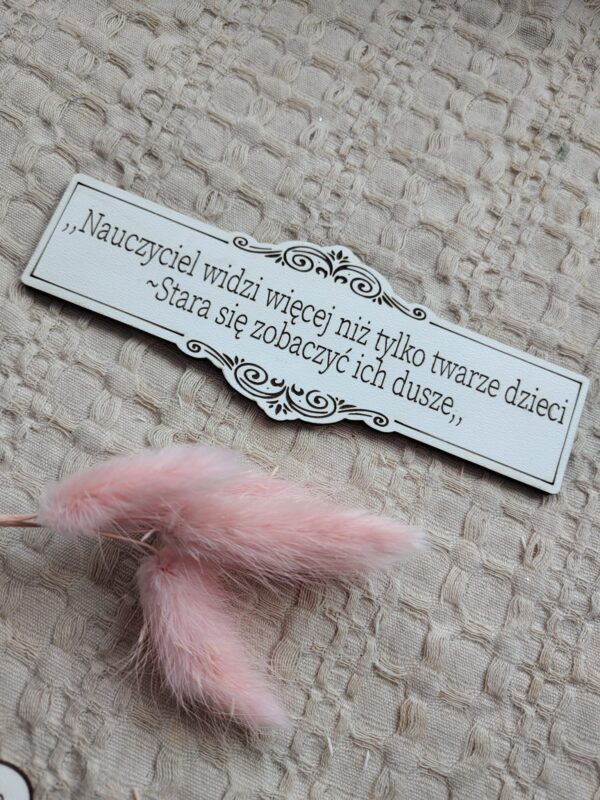 ,,Nauczyciel widzi więcej niż tylko twarze dzieci
~Stara się zobaczyć ich dusze,,